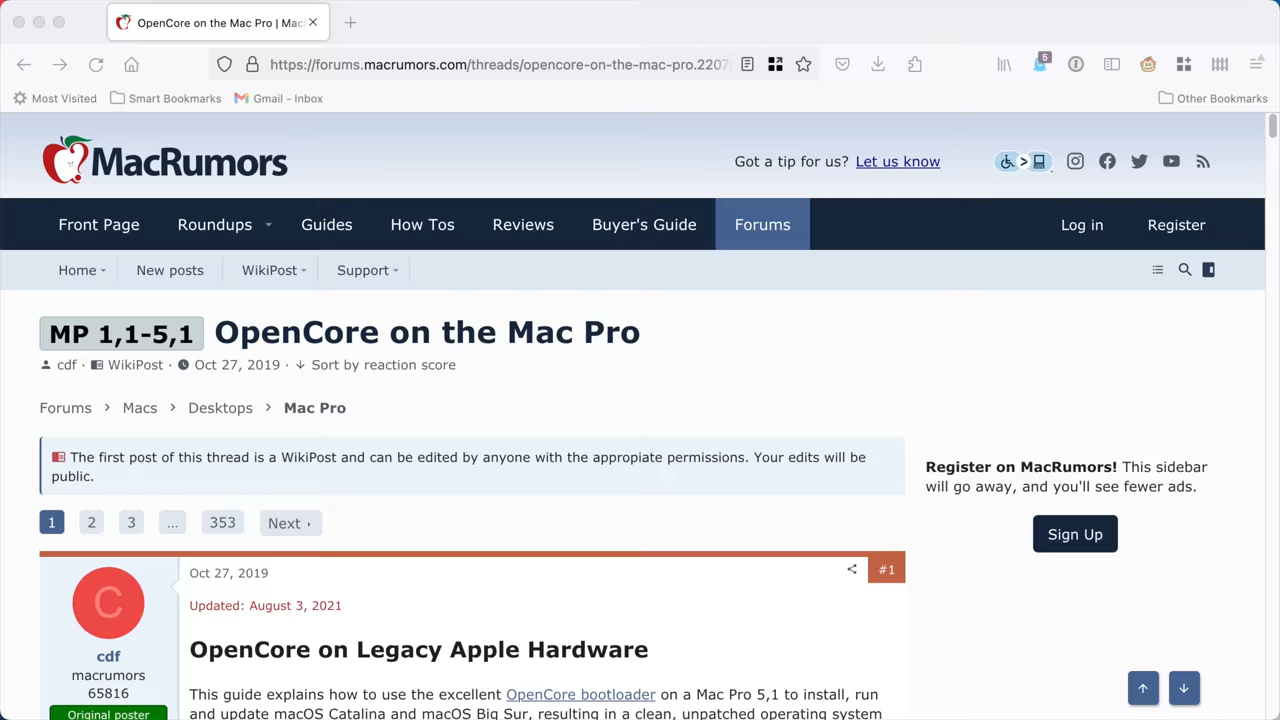 OpenCore on the Mac Pro | Mac
https://forums.macrumors.com/threads/opencore-on-the-mac-pro.2207
5
Most Visited
Smart Bookmarks
Gmail - Inbox
Other Bookmarks
MacRumors
Got a tip for us? Let us know
Front Page
Roundups
Guides
How Tos
Reviews
Buyer's Guide
Forums
Log in
Register
Home
New posts
WikiPost
Support
MP 1,1-5,1 OpenCore on the Mac Pro
cdf · WikiPost · Oct 27, 2019 · ↓ Sort by reaction score
Forums > Macs > Desktops > Mac Pro
The first post of this thread is a WikiPost and can be edited by anyone with the appropiate permissions. Your edits will be
public.
Register on MacRumors! This sidebar
will go away, and you'll see fewer ads.
Sign Up
1 2 3 ... 353 Next
Oct 27, 2019
#1
C
cdf
macrumors
65816
Original poster
Updated: August 3, 2021
OpenCore on Legacy Apple Hardware
This guide explains how to use the excellent OpenCore bootloader on a Mac Pro 5,1 to install, run
and update macOS Catalina and macOS Big Sur, resulting in a clean, unpatched operating system